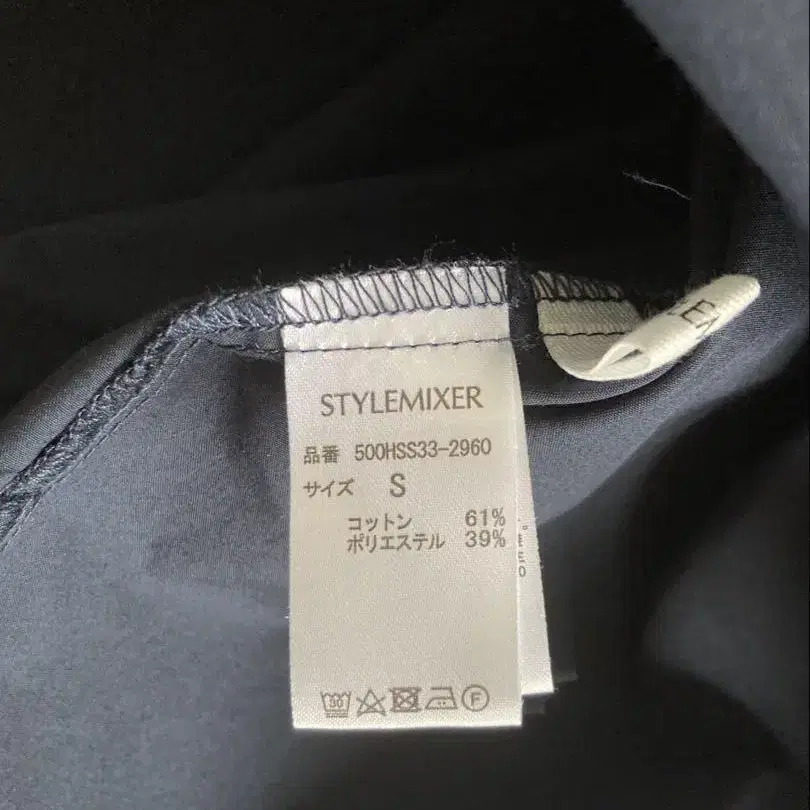 STYLEMIXER
品番 500HSS33-2960
サイズ S
コットン 61%
ポリエステル 39%
30
F